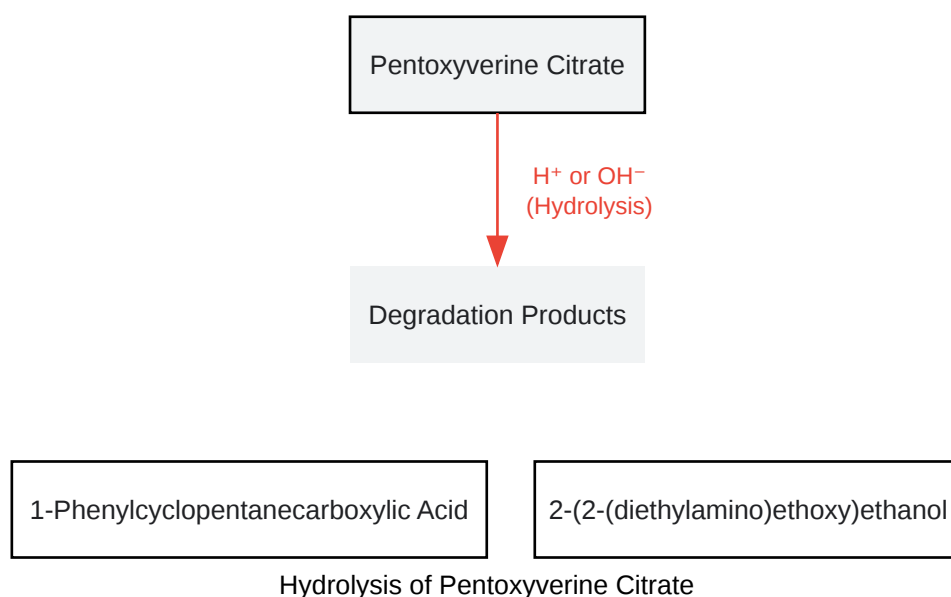 Pentoxyverine Citrate
H⁺ or OH⁻
(Hydrolysis)
Degradation Products
1-Phenylcyclopentanecarboxylic Acid
2-(2-(diethylamino)ethoxy)ethanol
Hydrolysis of Pentoxyverine Citrate